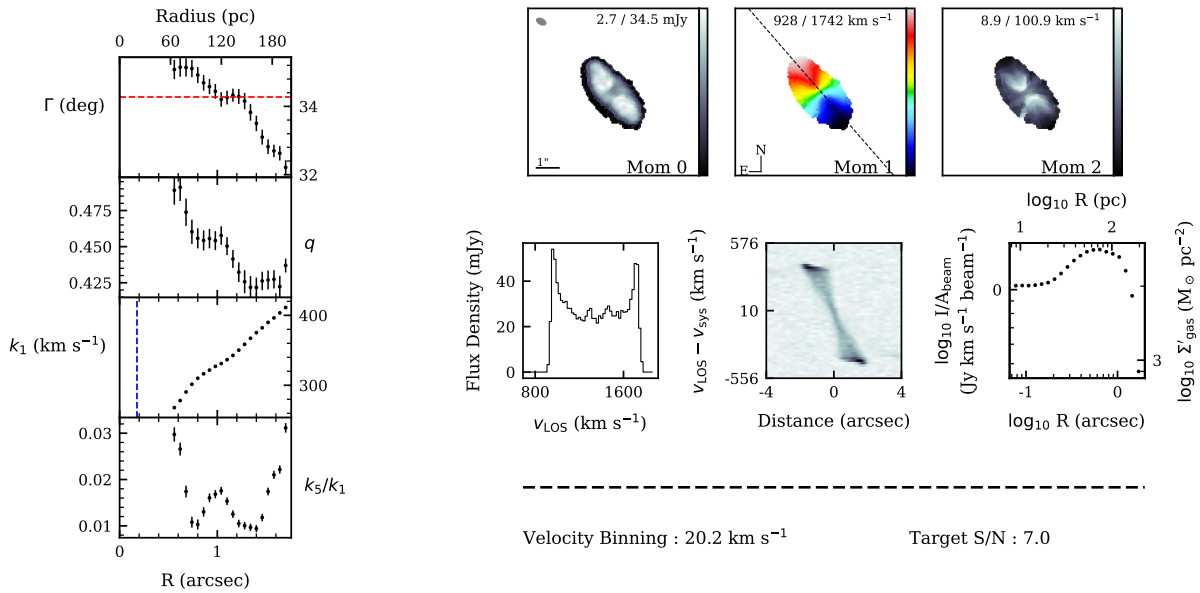 Radius (pc)
0 60 120 180
Γ (deg)
34
32
0.475
0.450
0.425
q
k₁ (km s⁻¹)
400
300
0.03
0.02
0.01
k₅/k₁
0 1
R (arcsec)
2.7 / 34.5 mJy
1"
Mom 0
928 / 1742 km s⁻¹
N
E
Mom 1
8.9 / 100.9 km s⁻¹
Mom 2
Flux Density (mJy)
40
20
0
800 1600
v_LOS (km s⁻¹)
v_LOS − v_sys (km s⁻¹)
576
10
-556
-4 0 4
Distance (arcsec)
log₁₀ R (pc)
1 2
log₁₀ I/A_beam
(Jy km s⁻¹ beam⁻¹)
0
3
log₁₀ Σ′_gas (M_⊙ pc⁻²)
-1 0
log₁₀ R (arcsec)
Velocity Binning : 20.2 km s⁻¹
Target S/N : 7.0